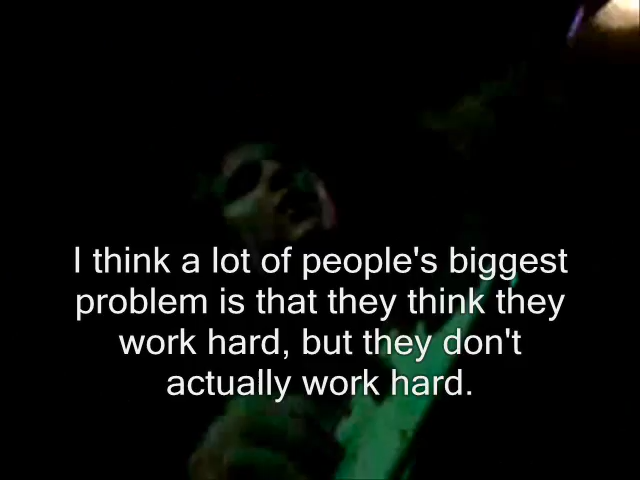 I think a lot of people's biggest
problem is that they think they
work hard, but they don't
actually work hard.